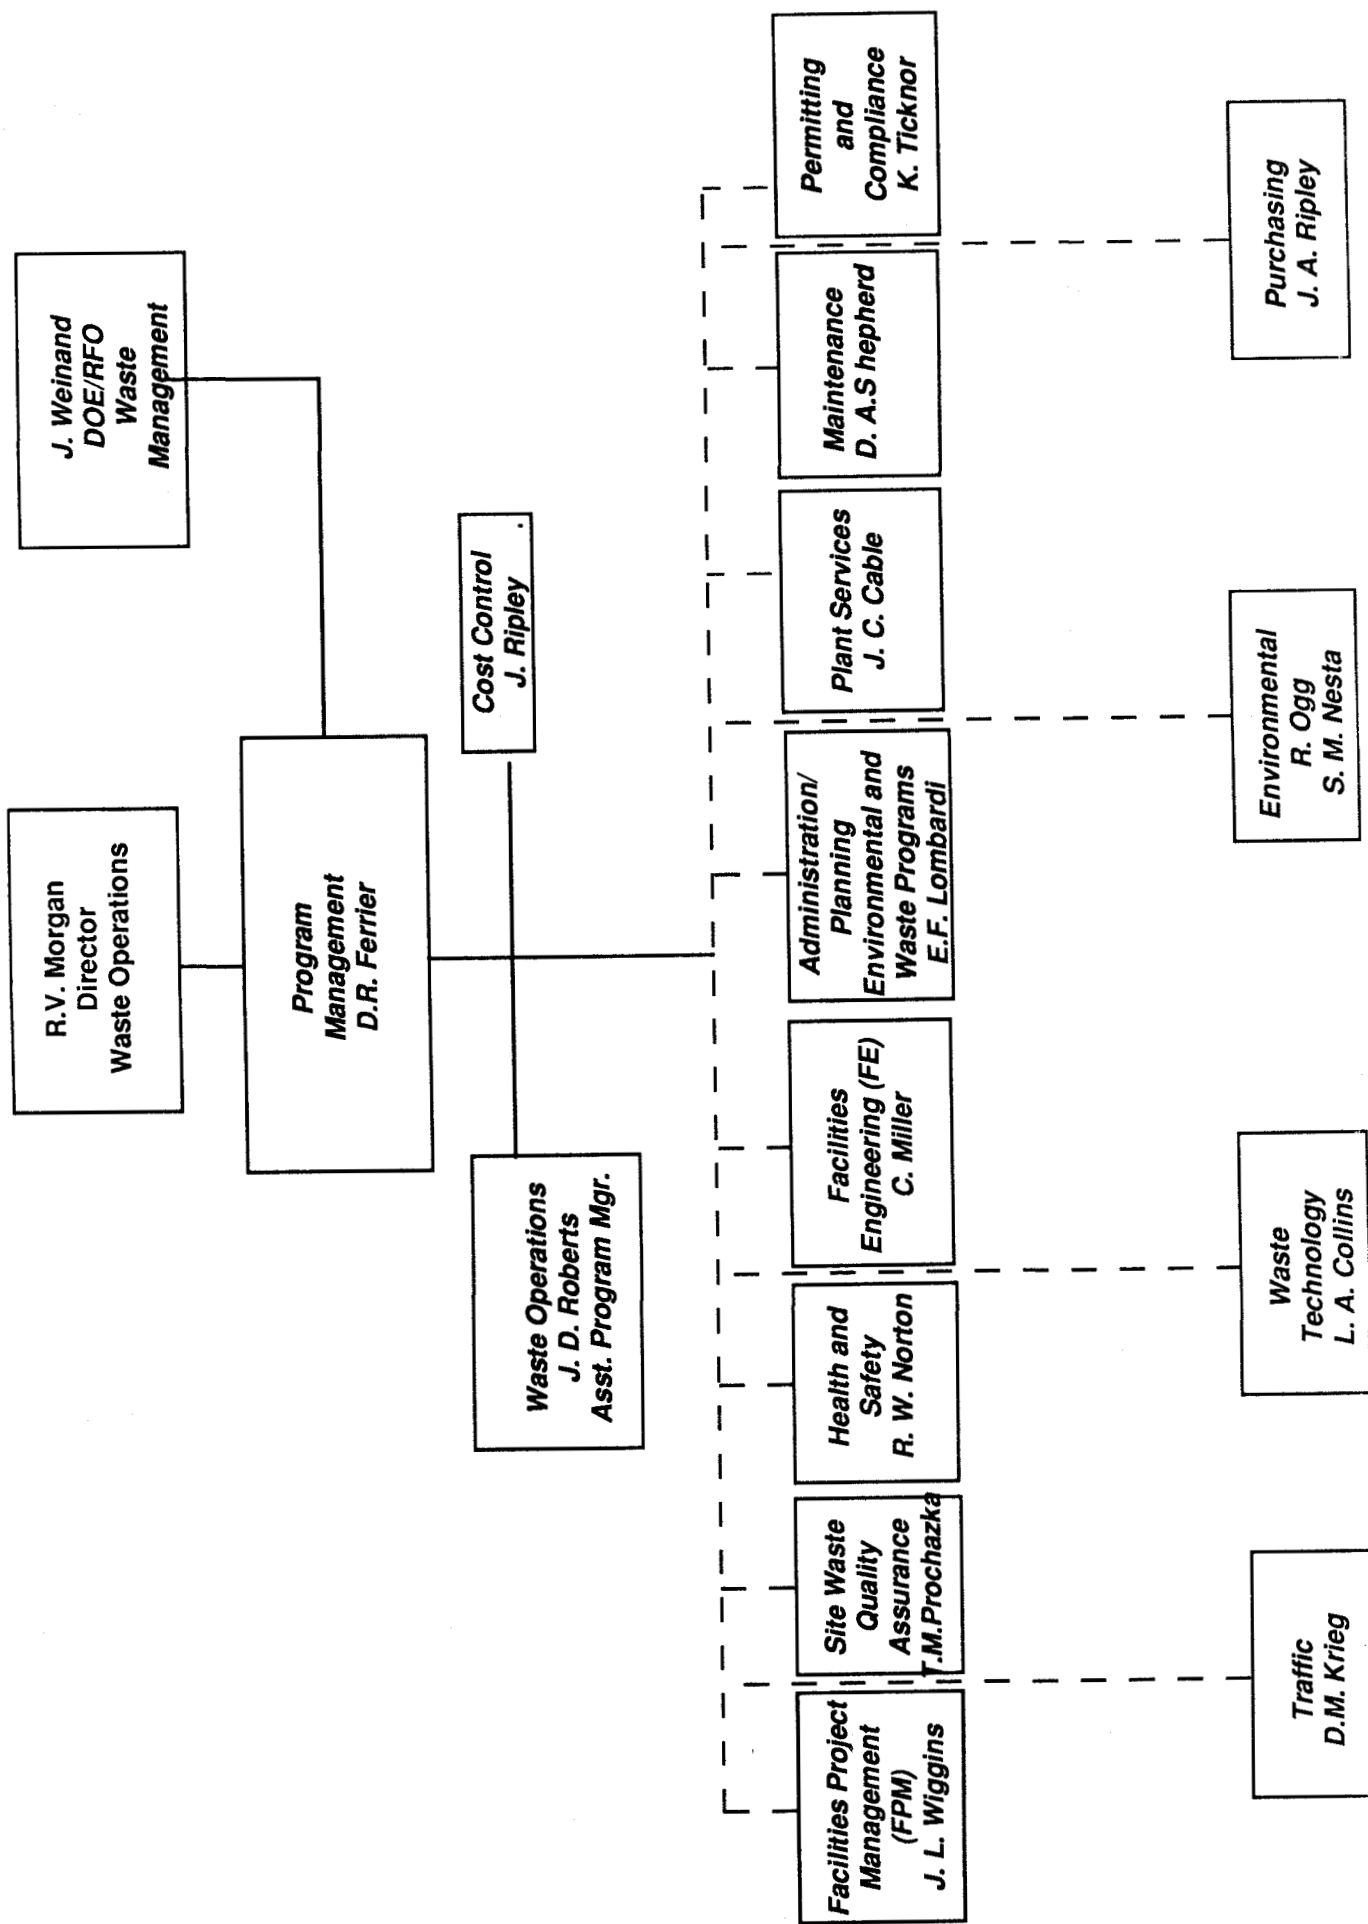 R.V. Morgan
Director
Waste Operations
J. Weinand
DOE/RFO
Waste
Management
Program
Management
D.R. Ferrier
Waste Operations
J. D. Roberts
Asst. Program Mgr.
Cost Control
J. Ripley
Facilities Project
Management
(FPM)
J. L. Wiggins
Site Waste
Quality
Assurance
T.M.Prochazka
Health and
Safety
R. W. Norton
Facilities
Engineering (FE)
C. Miller
Administration/
Planning
Environmental and
Waste Programs
E.F. Lombardi
Plant Services
J. C. Cable
Maintenance
D. A.S hepherd
Permitting
and
Compliance
K. Ticknor
Traffic
D.M. Krieg
Waste
Technology
L. A. Collins
Environmental
R. Ogg
S. M. Nesta
Purchasing
J. A. Ripley